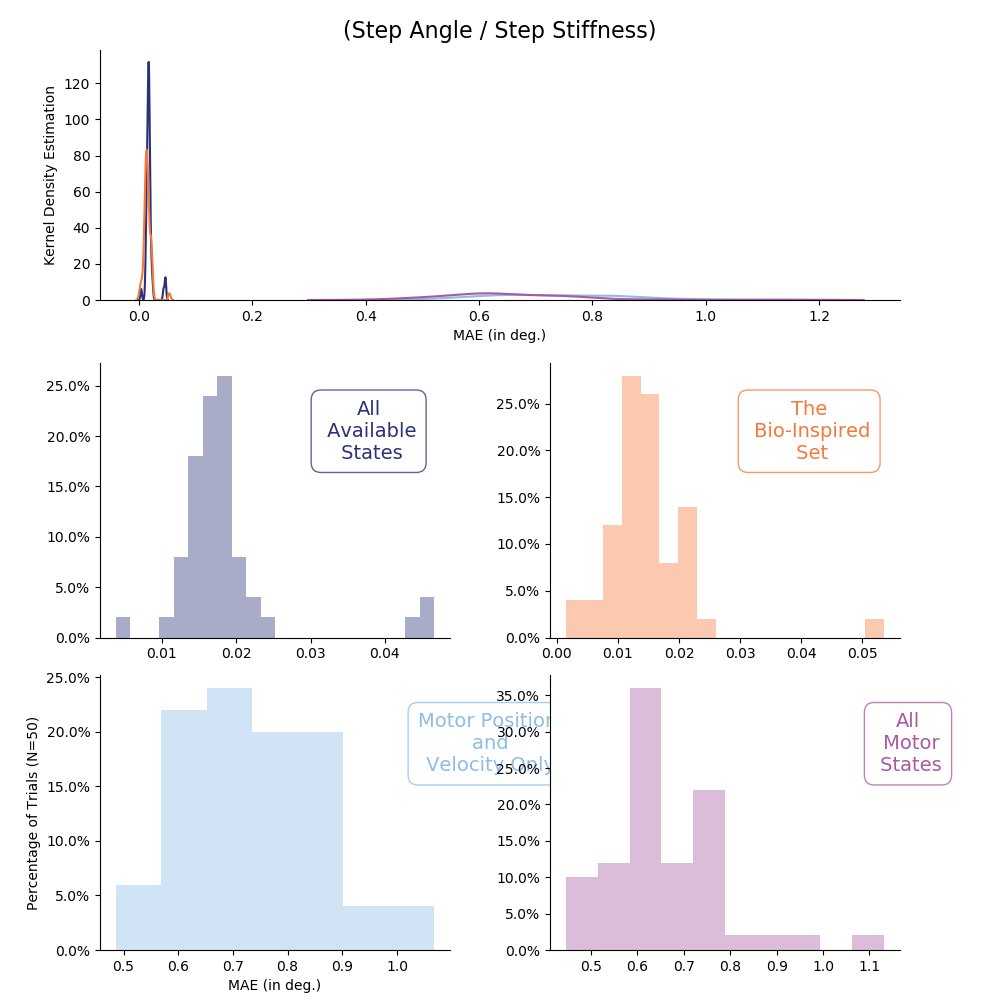 (Step Angle / Step Stiffness)
Kernel Density Estimation
120
100
80
60
40
20
0
0.0 0.2 0.4 0.6 0.8 1.0 1.2
MAE (in deg.)
25.0%
20.0%
15.0%
10.0%
5.0%
0.0%
0.01 0.02 0.03 0.04
All
Available
States
25.0%
20.0%
15.0%
10.0%
5.0%
0.0%
0.00 0.01 0.02 0.03 0.04 0.05
The
Bio-Inspired
Set
Percentage of Trials (N=50)
25.0%
20.0%
15.0%
10.0%
5.0%
0.0%
0.5 0.6 0.7 0.8 0.9 1.0
MAE (in deg.)
Motor Position
and
Velocity Only
35.0%
30.0%
25.0%
20.0%
15.0%
10.0%
5.0%
0.0%
0.5 0.6 0.7 0.8 0.9 1.0 1.1
All
Motor
States